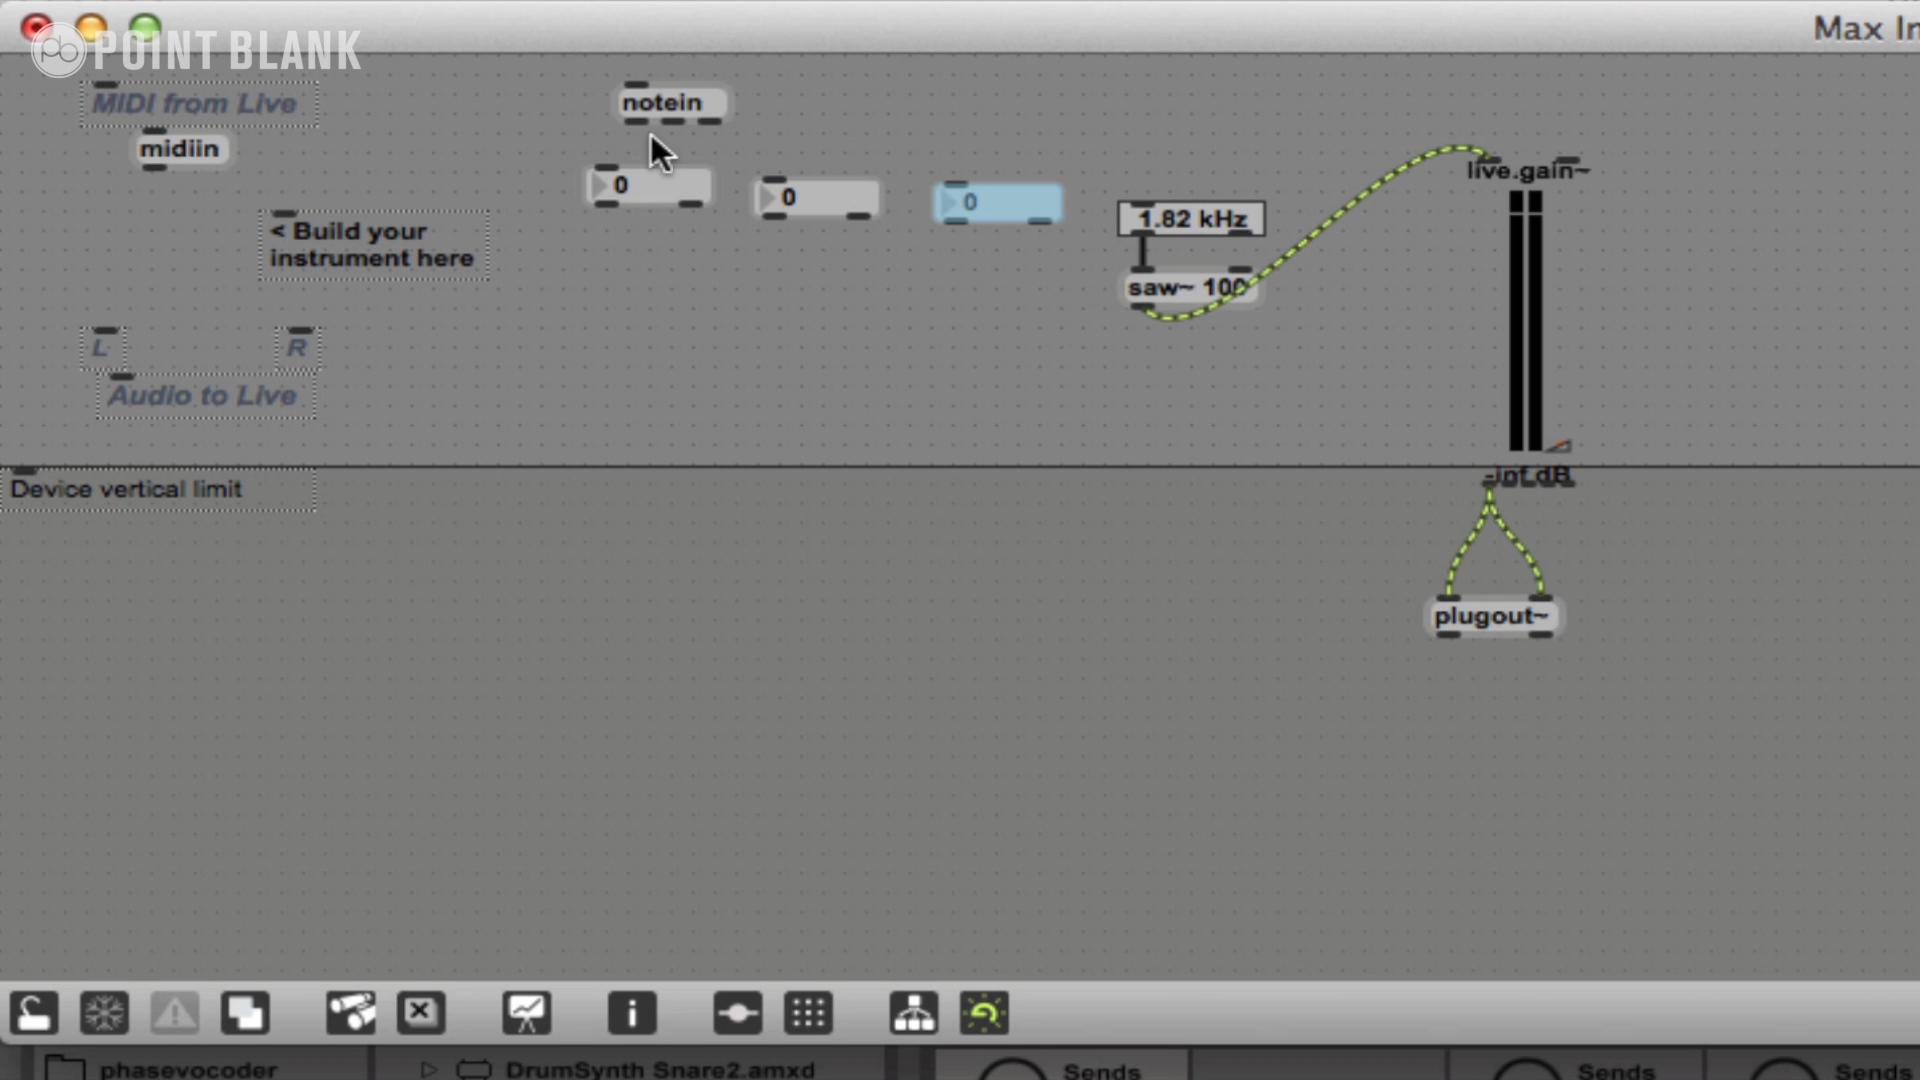 Max In
pb POINT BLANK
MIDI from Live
notein
midiin
live.gain~
0
0
0
1.82 kHz
< Build your
instrument here
saw~ 100
L
R
Audio to Live
-inf dB
Device vertical limit
plugout~
phasevocoder
DrumSynth Snare2.amxd
Sends
Sends
Sends